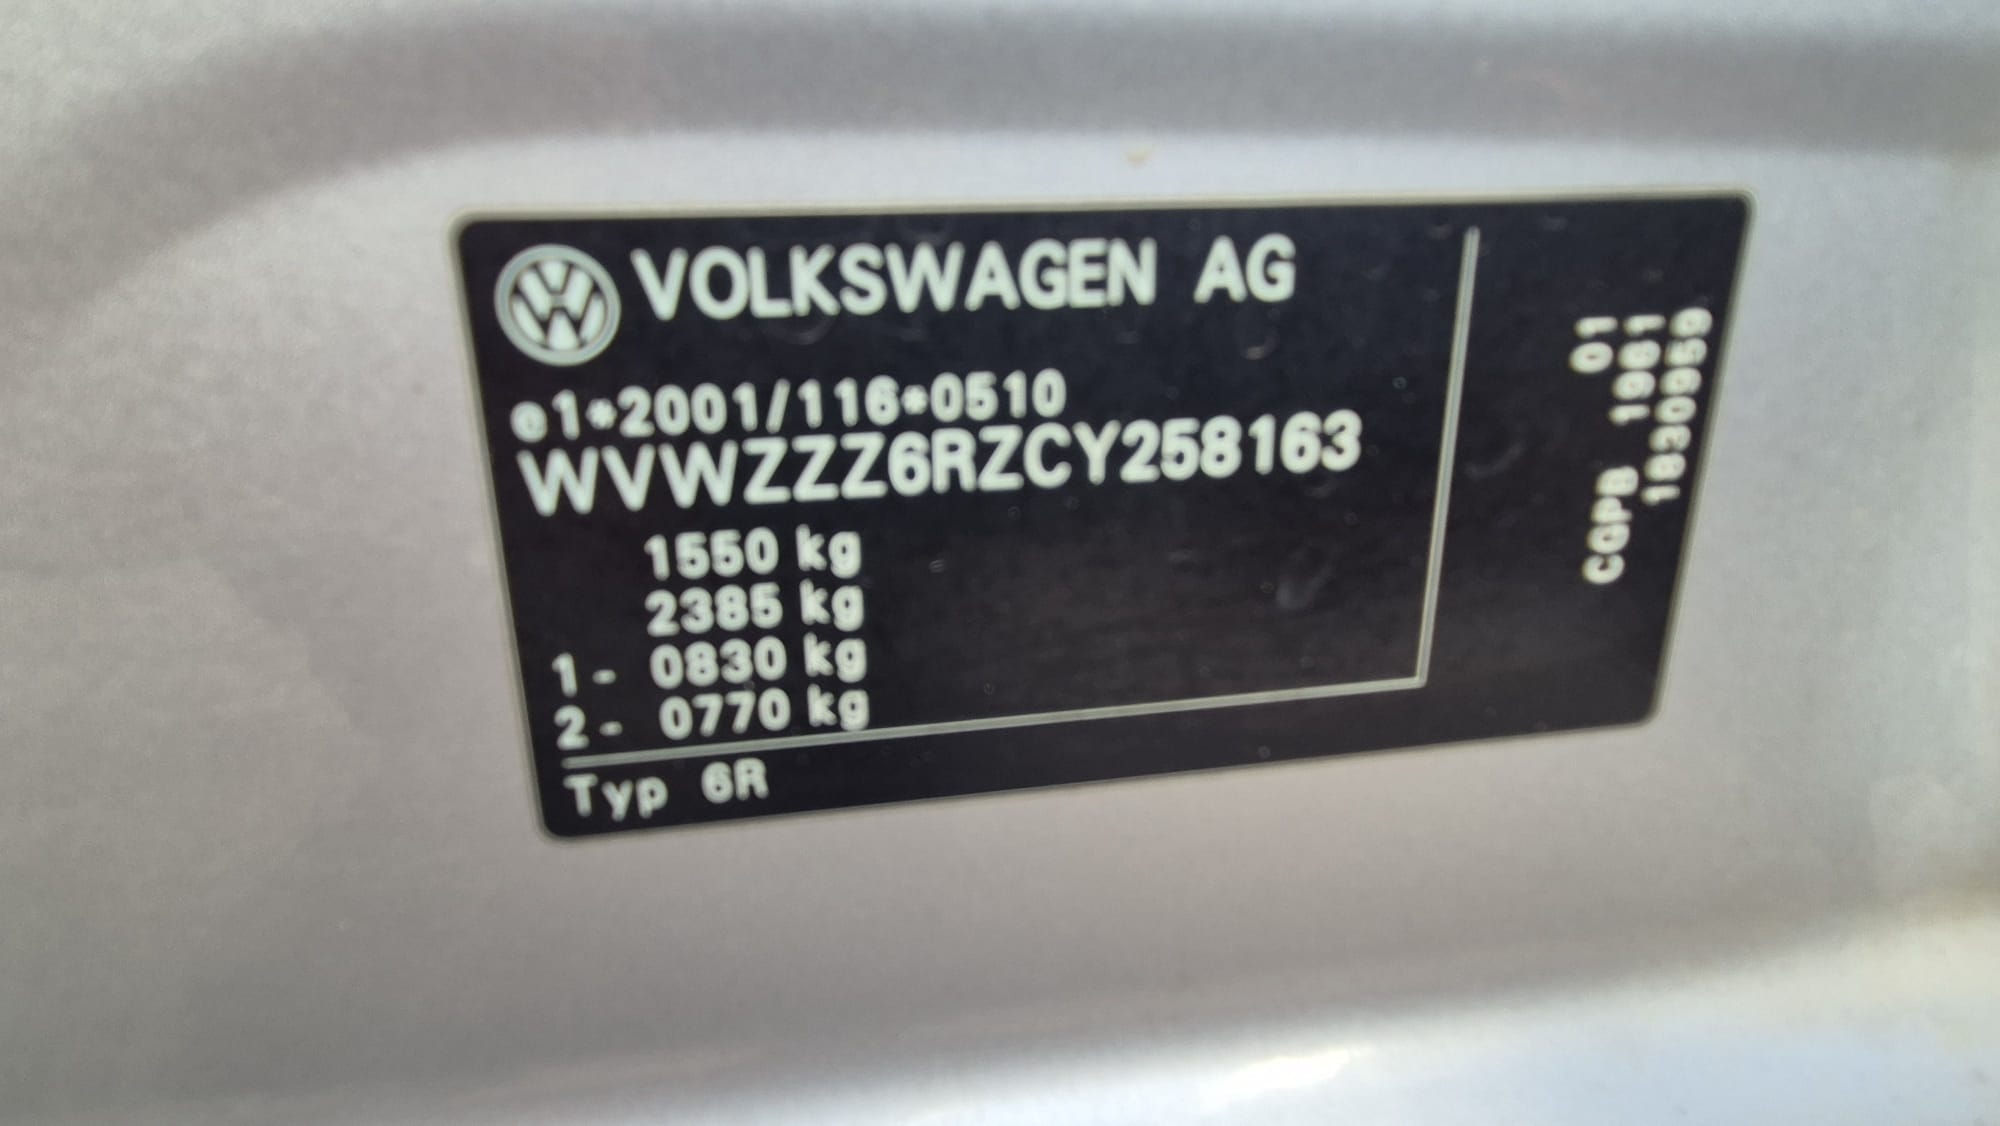 VOLKSWAGEN AG
e1*2001/116*0510
WVWZZZ6RZCY258163
1550 kg
2385 kg
1- 0830 kg
2- 0770 kg
Typ 6R
CGPB 1961 01
1830959